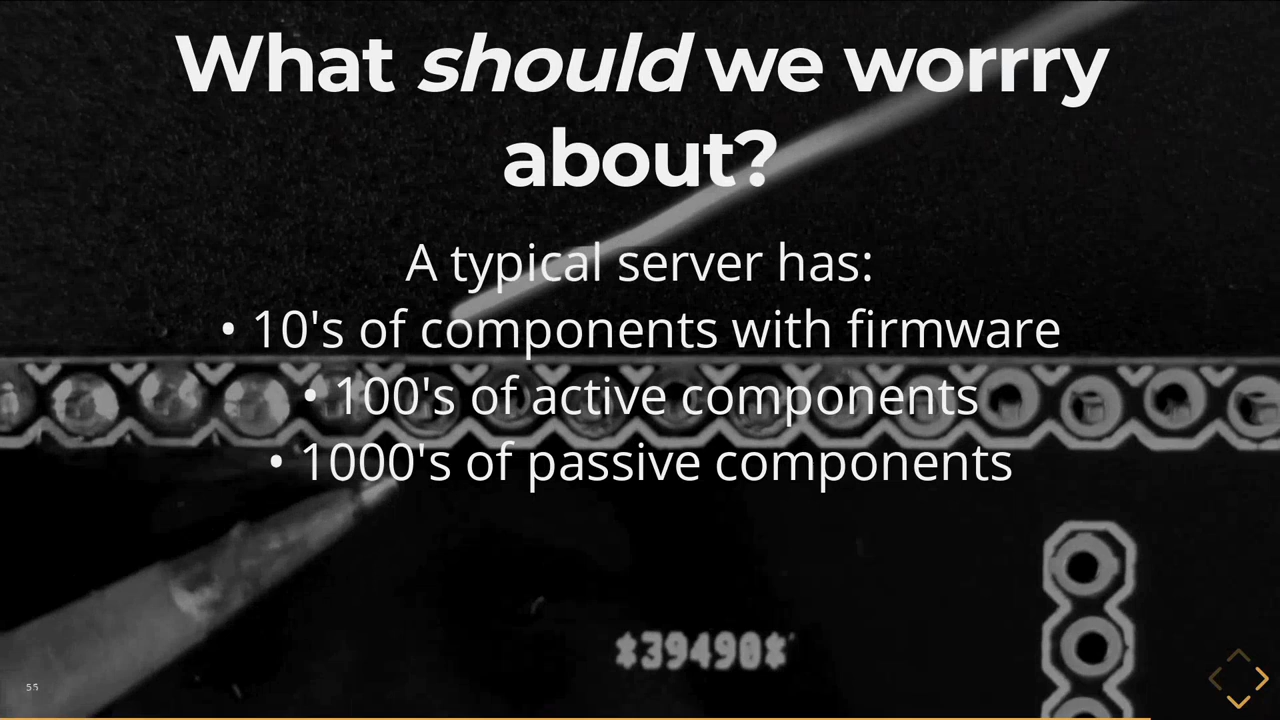 What should we worrry
about?
A typical server has:
• 10's of components with firmware
• 100's of active components
• 1000's of passive components
$39490$
55